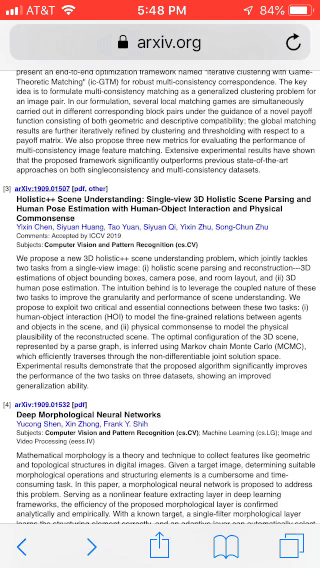 AT&T 5:48 PM 84%
arxiv.org
present an end-to-end optimization framework named "iterative clustering with Game-
Theoretic Matching" (ic-GTM) for robust multi-consistency correspondence. The key
idea is to formulate multi-consistency matching as a generalized clustering problem for
an image pair. In our formulation, several local matching games are simultaneously
carried out in different corresponding block pairs under the guidance of a novel payoff
function consisting of both geometric and descriptive compatibility; the global matching
results are further iteratively refined by clustering and thresholding with respect to a
payoff matrix. We also propose three new metrics for evaluating the performance of
multi-consistency image feature matching. Extensive experimental results have shown
that the proposed framework significantly outperforms previous state-of-the-art
approaches on both singleconsistency and multi-consistency datasets.
[3] arXiv:1909.01507 [pdf, other]
Holistic++ Scene Understanding: Single-view 3D Holistic Scene Parsing and
Human Pose Estimation with Human-Object Interaction and Physical
Commonsense
Yixin Chen, Siyuan Huang, Tao Yuan, Siyuan Qi, Yixin Zhu, Song-Chun Zhu
Comments: Accepted by ICCV 2019
Subjects: Computer Vision and Pattern Recognition (cs.CV)
We propose a new 3D holistic++ scene understanding problem, which jointly tackles
two tasks from a single-view image: (i) holistic scene parsing and reconstruction---3D
estimations of object bounding boxes, camera pose, and room layout, and (ii) 3D
human pose estimation. The intuition behind is to leverage the coupled nature of these
two tasks to improve the granularity and performance of scene understanding. We
propose to exploit two critical and essential connections between these two tasks: (i)
human-object interaction (HOI) to model the fine-grained relations between agents
and objects in the scene, and (ii) physical commonsense to model the physical
plausibility of the reconstructed scene. The optimal configuration of the 3D scene,
represented by a parse graph, is inferred using Markov chain Monte Carlo (MCMC),
which efficiently traverses through the non-differentiable joint solution space.
Experimental results demonstrate that the proposed algorithm significantly improves
the performance of the two tasks on three datasets, showing an improved
generalization ability.
[4] arXiv:1909.01532 [pdf]
Deep Morphological Neural Networks
Yucong Shen, Xin Zhong, Frank Y. Shih
Subjects: Computer Vision and Pattern Recognition (cs.CV); Machine Learning (cs.LG); Image and
Video Processing (eess.IV)
Mathematical morphology is a theory and technique to collect features like geometric
and topological structures in digital images. Given a target image, determining suitable
morphological operations and structuring elements is a cumbersome and time-
consuming task. In this paper, a morphological neural network is proposed to address
this problem. Serving as a nonlinear feature extracting layer in deep learning
frameworks, the efficiency of the proposed morphological layer is confirmed
analytically and empirically. With a known target, a single-filter morphological layer
learns the structuring element correctly, and an adaptive layer can automatically select